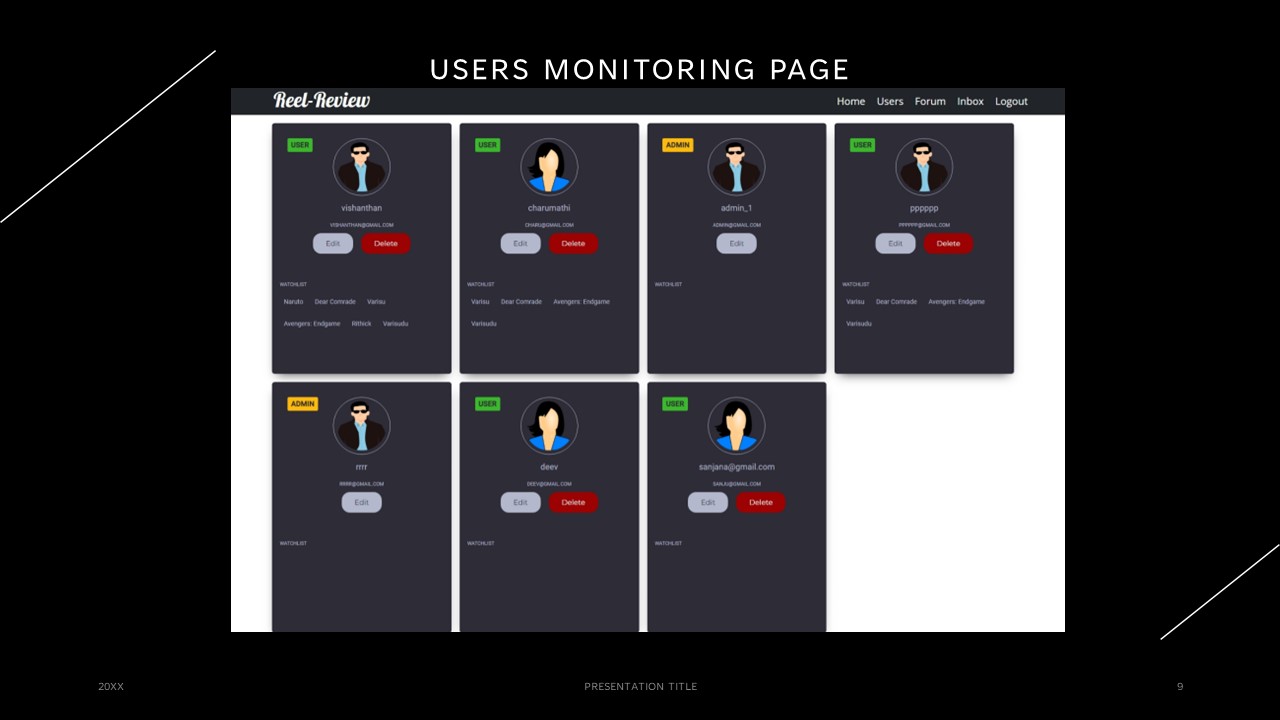 USERS MONITORING PAGE
Reel-Review
Home Users Forum Inbox Logout
USER
vishanthan
VISHANTHAN@GMAIL.COM
Edit Delete
WATCHLIST
Naruto Dear Comrade Varisu
Avengers: Endgame Rithick Varisudu
USER
charumathi
CHARU@GMAIL.COM
Edit Delete
WATCHLIST
Varisu Dear Comrade Avengers: Endgame
Varisudu
ADMIN
admin_1
ADMIN@GMAIL.COM
Edit
WATCHLIST
USER
pppppp
PPPPPP@GMAIL.COM
Edit Delete
WATCHLIST
Varisu Dear Comrade Avengers: Endgame
Varisudu
ADMIN
rrrr
RRRR@GMAIL.COM
Edit
WATCHLIST
USER
deev
DEEV@GMAIL.COM
Edit Delete
WATCHLIST
USER
sanjana@gmail.com
SANJU@GMAIL.COM
Edit Delete
WATCHLIST
20XX
PRESENTATION TITLE
9